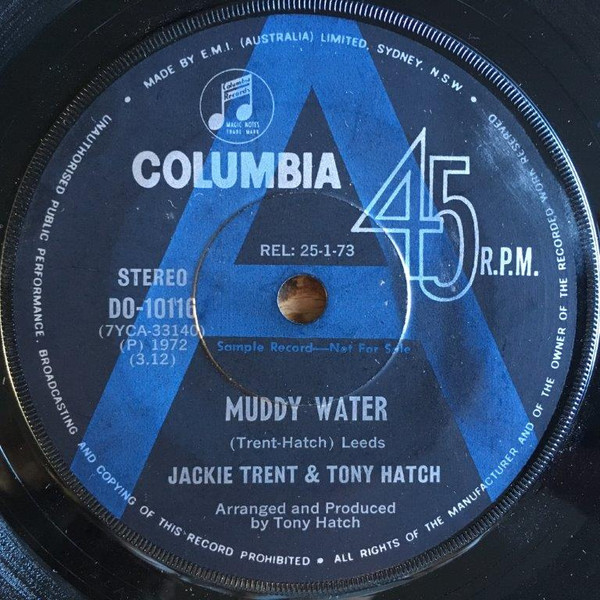 MADE BY E.M.I. (AUSTRALIA) LIMITED, SYDNEY, N.S.W.
UNAUTHORISED PUBLIC PERFORMANCE, BROADCASTING AND COPYING OF THIS RECORD PROHIBITED • ALL RIGHTS OF THE MANUFACTURER AND OF THE OWNER OF THE RECORDED WORK RESERVED
Columbia
Records
MAGIC NOTES
TRADE MARK
A
COLUMBIA
45 R.P.M.
REL: 25-1-73
STEREO
DO-10116
(7YCA-33140)
(P) 1972
(3.12)
Sample Record—Not For Sale
MUDDY WATER
(Trent-Hatch) Leeds
JACKIE TRENT & TONY HATCH
Arranged and Produced
by Tony Hatch